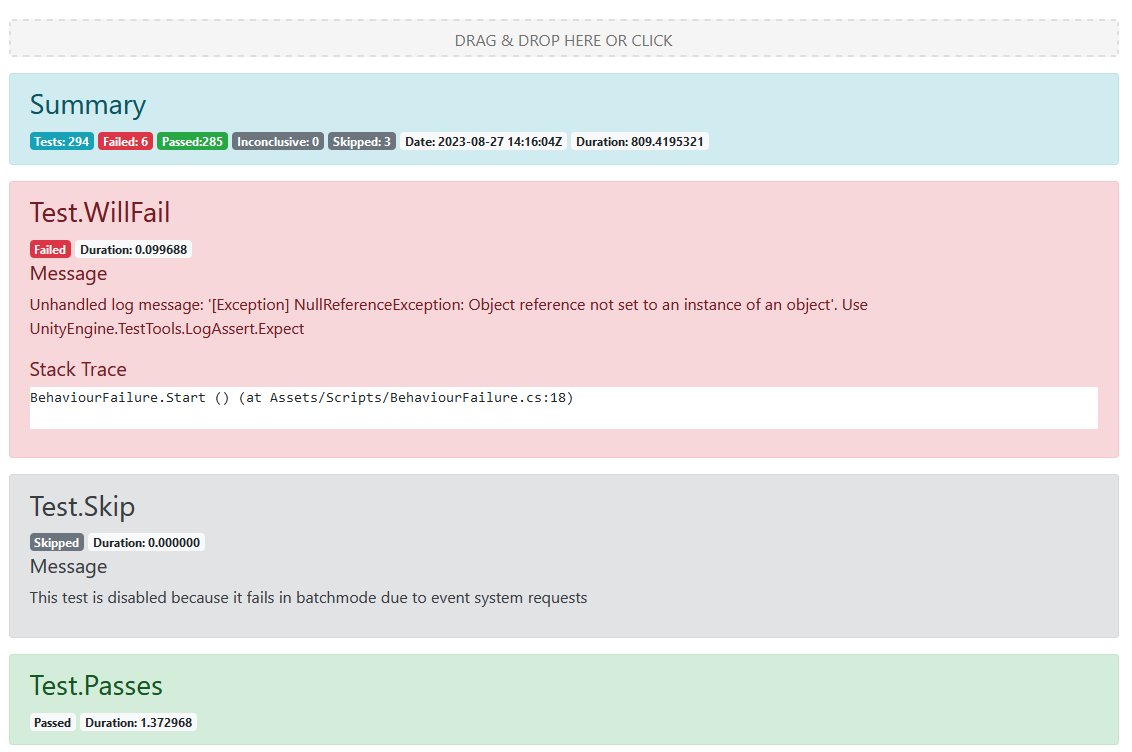 DRAG & DROP HERE OR CLICK
Summary
Tests: 294 Failed: 6 Passed:285 Inconclusive: 0 Skipped: 3 Date: 2023-08-27 14:16:04Z Duration: 809.4195321
Test.WillFail
Failed Duration: 0.099688
Message
Unhandled log message: '[Exception] NullReferenceException: Object reference not set to an instance of an object'. Use
UnityEngine.TestTools.LogAssert.Expect
Stack Trace
BehaviourFailure.Start () (at Assets/Scripts/BehaviourFailure.cs:18)
Test.Skip
Skipped Duration: 0.000000
Message
This test is disabled because it fails in batchmode due to event system requests
Test.Passes
Passed Duration: 1.372968